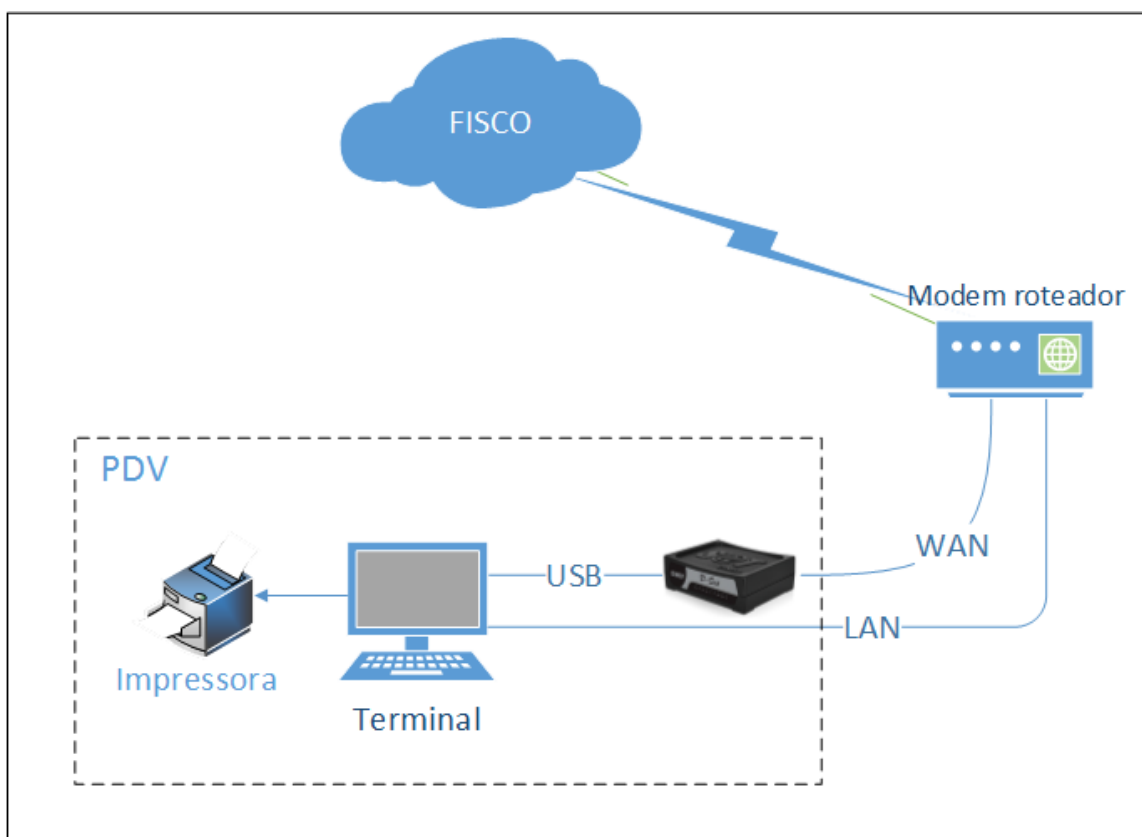 FISCO
Modem roteador
PDV
USB
WAN
LAN
Impressora
Terminal